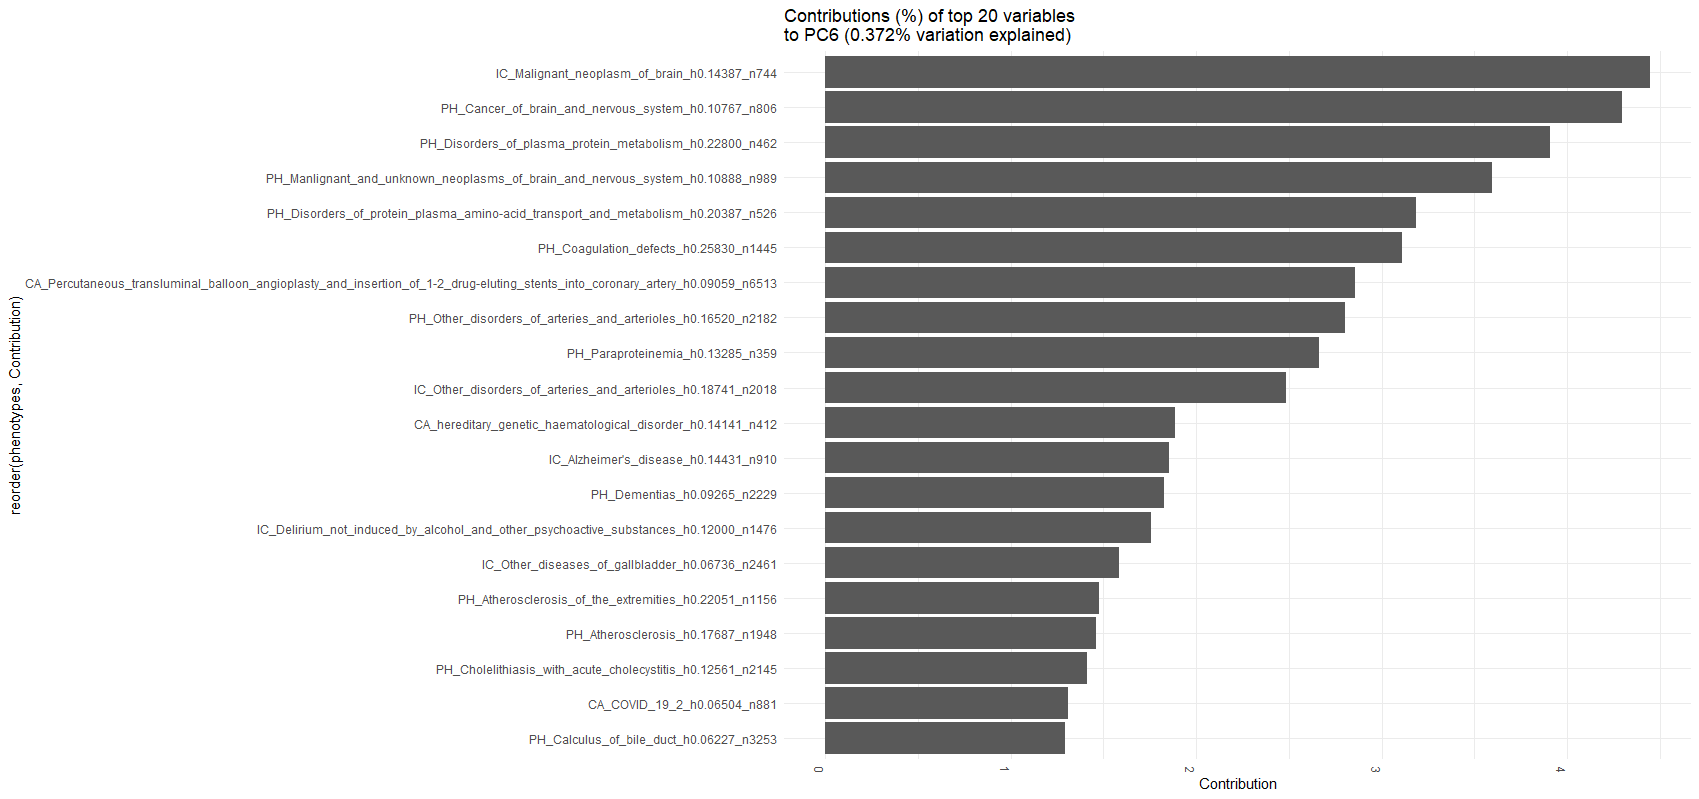 Contributions (%) of top 20 variables
to PC6 (0.372% variation explained)
reorder(phenotypes, Contribution)
IC_Malignant_neoplasm_of_brain_h0.14387_n744
PH_Cancer_of_brain_and_nervous_system_h0.10767_n806
PH_Disorders_of_plasma_protein_metabolism_h0.22800_n462
PH_Manlignant_and_unknown_neoplasms_of_brain_and_nervous_system_h0.10888_n989
PH_Disorders_of_protein_plasma_amino-acid_transport_and_metabolism_h0.20387_n526
PH_Coagulation_defects_h0.25830_n1445
CA_Percutaneous_transluminal_balloon_angioplasty_and_insertion_of_1-2_drug-eluting_stents_into_coronary_artery_h0.09059_n6513
PH_Other_disorders_of_arteries_and_arterioles_h0.16520_n2182
PH_Paraproteinemia_h0.13285_n359
IC_Other_disorders_of_arteries_and_arterioles_h0.18741_n2018
CA_hereditary_genetic_haematological_disorder_h0.14141_n412
IC_Alzheimer's_disease_h0.14431_n910
PH_Dementias_h0.09265_n2229
IC_Delirium_not_induced_by_alcohol_and_other_psychoactive_substances_h0.12000_n1476
IC_Other_diseases_of_gallbladder_h0.06736_n2461
PH_Atherosclerosis_of_the_extremities_h0.22051_n1156
PH_Atherosclerosis_h0.17687_n1948
PH_Cholelithiasis_with_acute_cholecystitis_h0.12561_n2145
CA_COVID_19_2_h0.06504_n881
PH_Calculus_of_bile_duct_h0.06227_n3253
0 1 2 3 4
Contribution